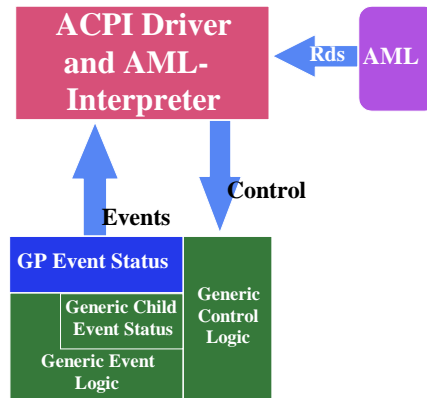 ACPI Driver
and AML-
Interpreter
Rds
AML
Control
Events
GP Event Status
Generic Child
Event Status
Generic Event
Logic
Generic
Control
Logic